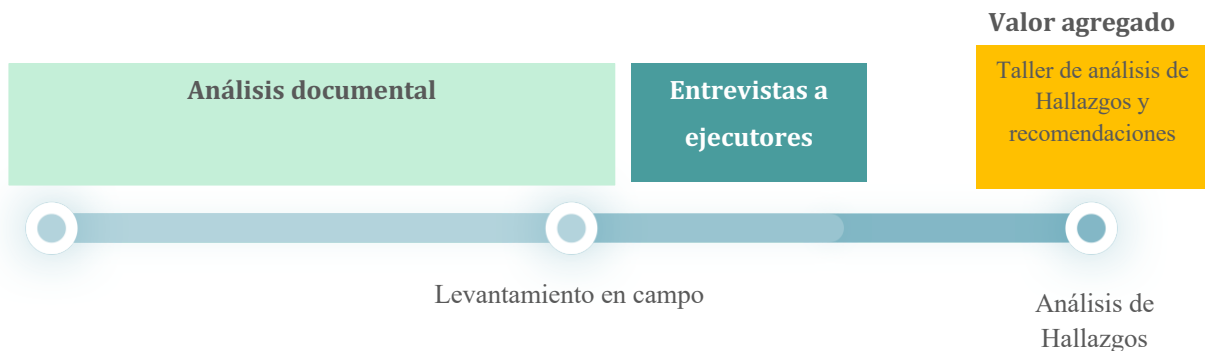 Valor agregado
Análisis documental
Entrevistas a
ejecutores
Taller de análisis de
Hallazgos y
recomendaciones
Levantamiento en campo
Análisis de
Hallazgos